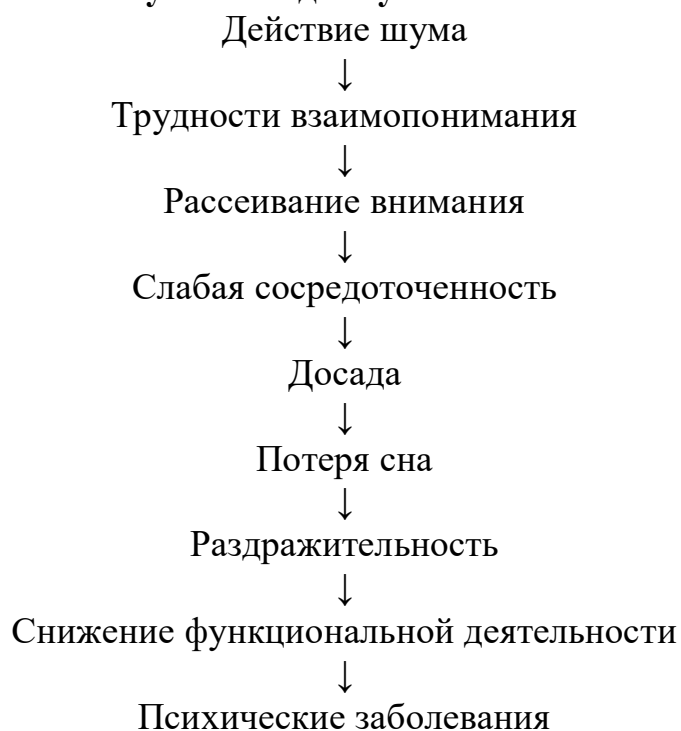 Действие шума
↓
Трудности взаимопонимания
↓
Рассеивание внимания
↓
Слабая сосредоточенность
↓
Досада
↓
Потеря сна
↓
Раздражительность
↓
Снижение функциональной деятельности
↓
Психические заболевания